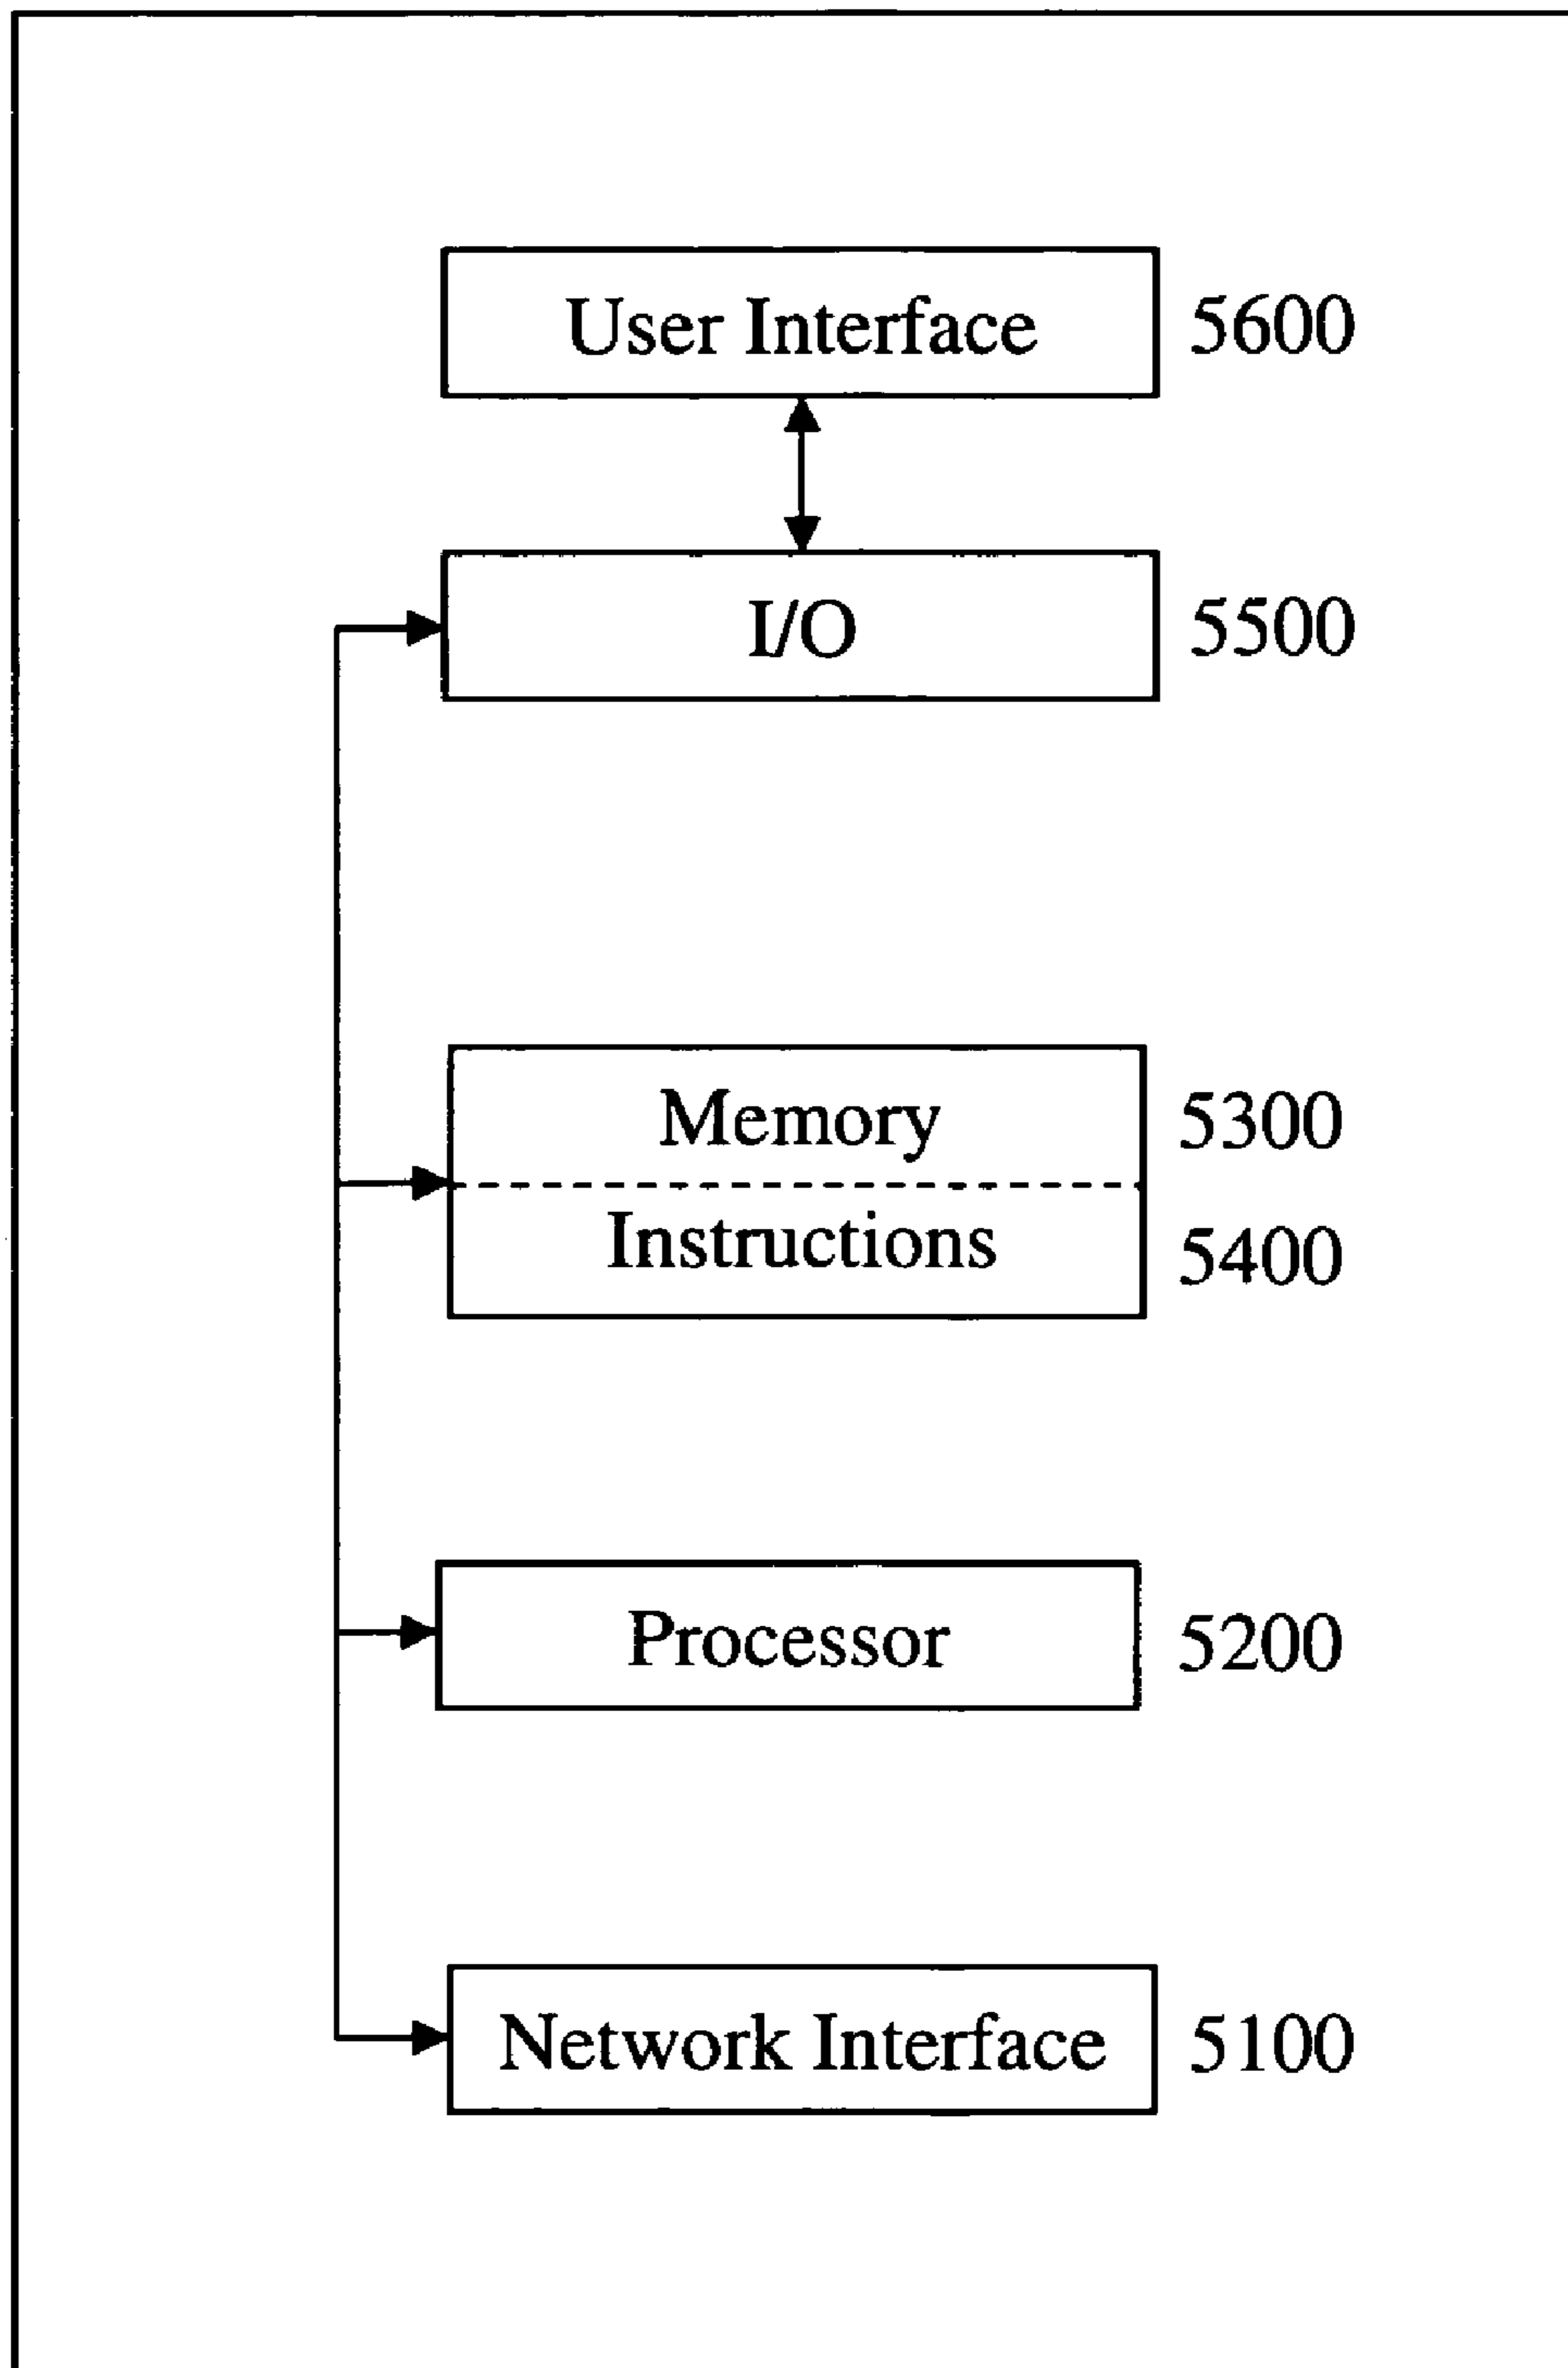 User Interface 5600
I/O 5500
Memory 5300
Instructions 5400
Processor 5200
Network Interface 5100